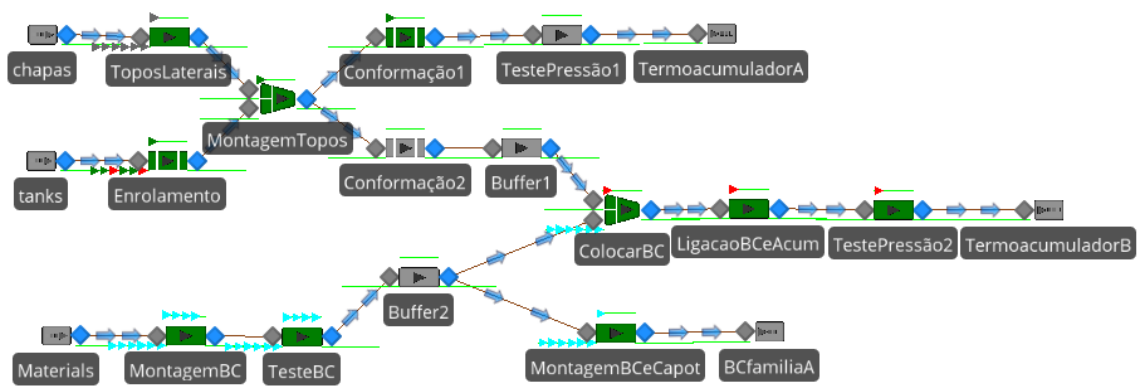 chapas
ToposLaterais
Conformação1
TestePressão1
TermoacumuladorA
MontagemTopos
tanks
Enrolamento
Conformação2
Buffer1
ColocarBC
LigacaoBCeAcum
TestePressão2
TermoacumuladorB
Buffer2
Materials
MontagemBC
TesteBC
MontagemBCeCapot
BCfamiliaA